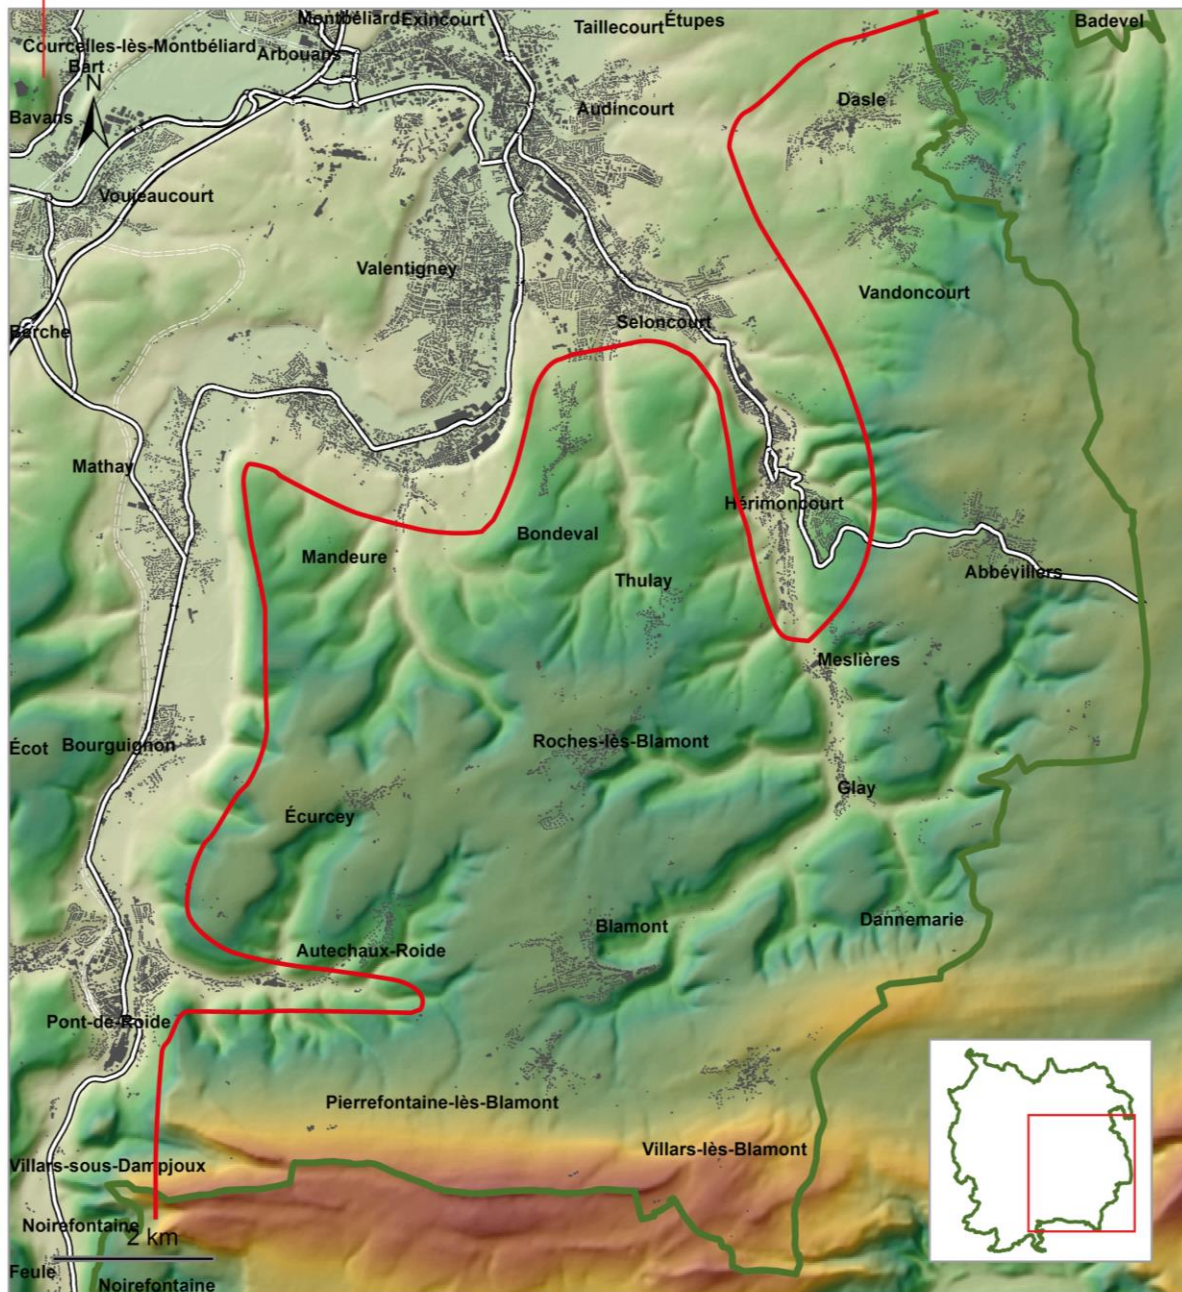 Montbéliard Exincourt
Taillecourt Étupes
Badevel
Courcelles-lès-Montbéliard
Arbouans
Bart
N
Dasle
Audincourt
Bavans
Voujeaucourt
Valentigney
Vandoncourt
Seloncourt
Berche
Mathay
Hérimoncourt
Bondeval
Mandeure
Abbévillers
Thulay
Meslières
Roches-lès-Blamont
Écot Bourguignon
Glay
Écurcey
Dannemarie
Blamont
Autechaux-Roide
Pont-de-Roide
Pierrefontaine-lès-Blamont
Villars-lès-Blamont
Villars-sous-Dampjoux
Noirefontaine
2 km
Feule
Noirefontaine